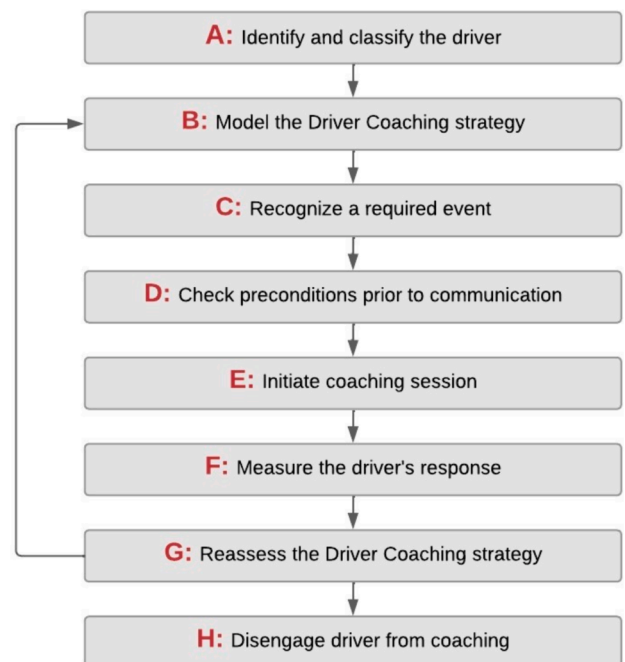 A: Identify and classify the driver
B: Model the Driver Coaching strategy
C: Recognize a required event
D: Check preconditions prior to communication
E: Initiate coaching session
F: Measure the driver's response
G: Reassess the Driver Coaching strategy
H: Disengage driver from coaching